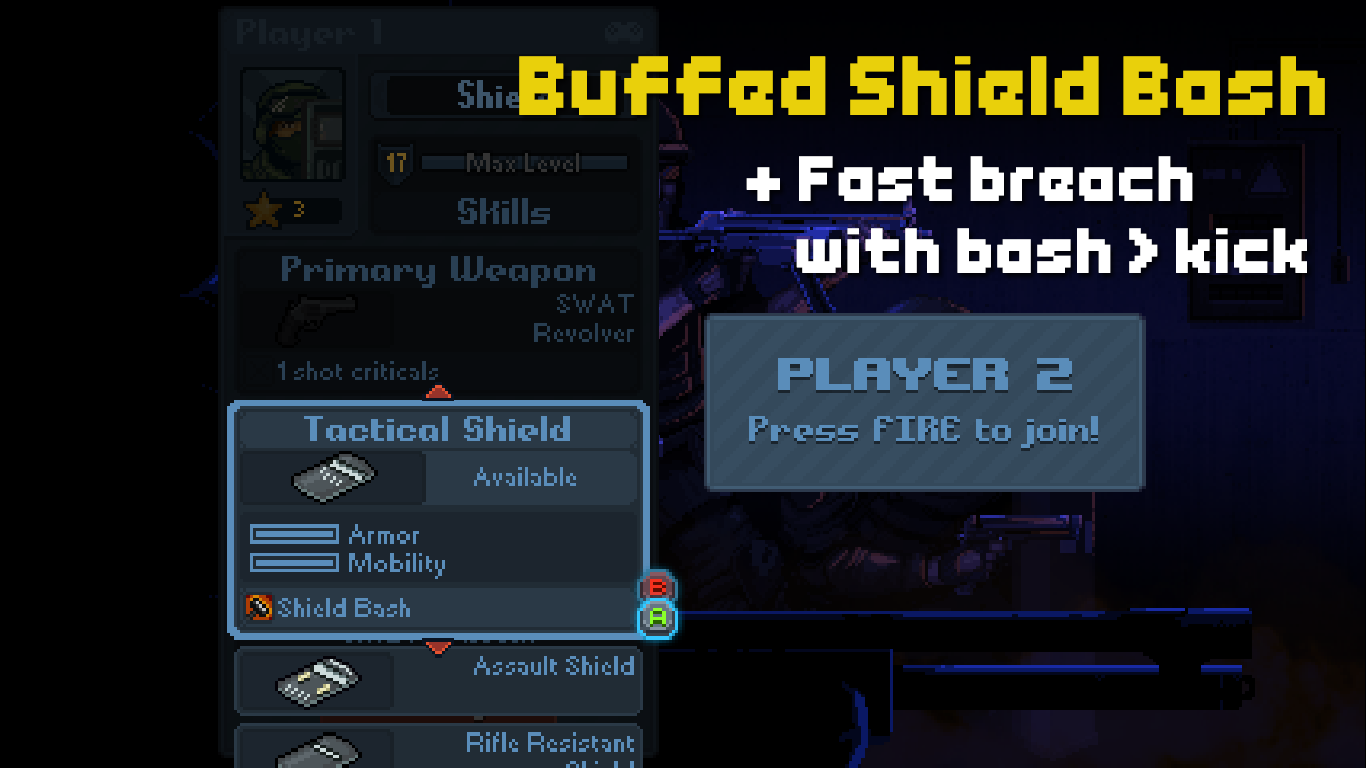 Player 1
Shie
17
Max Level
3
Skills
Primary Weapon
SWAT
Revolver
1 shot criticals
Tactical Shield
Available
Armor
Mobility
Shield Bash
B
A
Assault Shield
Rifle Resistant
Shield
Buffed Shield Bash
+ Fast breach
with bash > kick
PLAYER 2
Press FIRE to join!